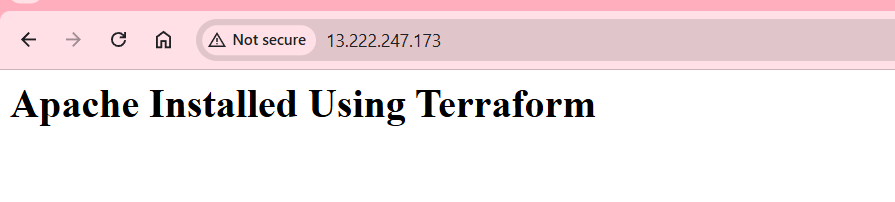 Not secure 13.222.247.173
Apache Installed Using Terraform